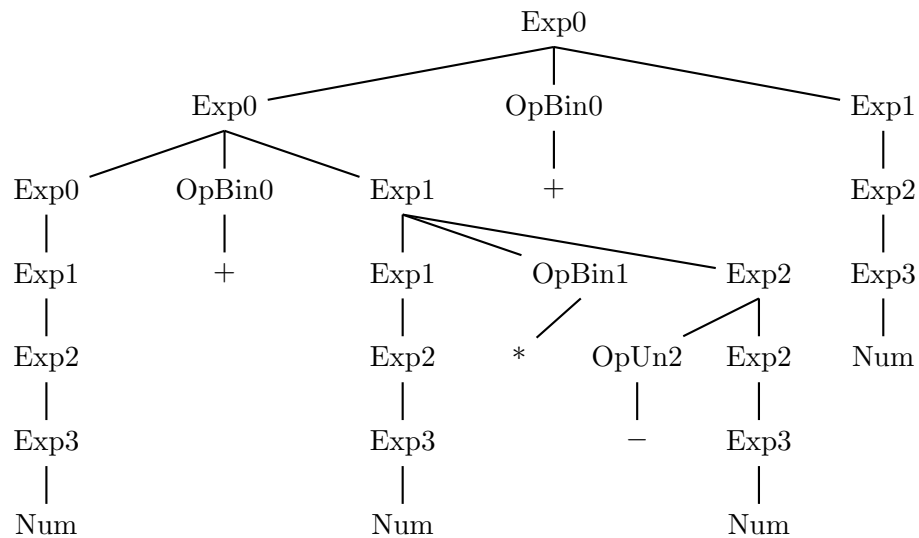 Exp0
Exp0 OpBin0 Exp1
Exp0 OpBin0 Exp1 + Exp2
Exp1 + Exp1 OpBin1 Exp2 Exp3
Exp2 Exp2 * OpUn2 Exp2 Num
Exp3 Exp3 − Exp3
Num Num Num